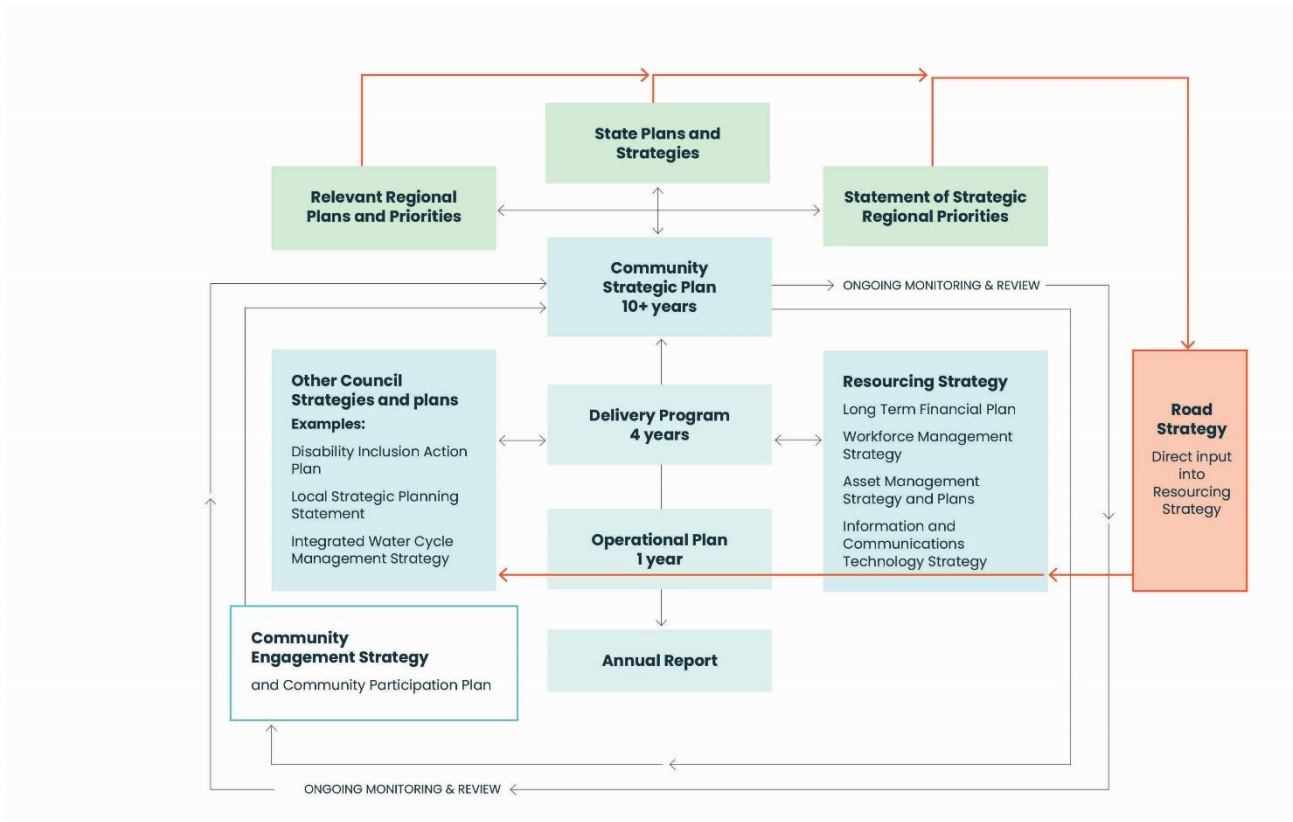 State Plans and
Strategies
Relevant Regional
Plans and Priorities
Statement of Strategic
Regional Priorities
Community
Strategic Plan
10+ years
ONGOING MONITORING & REVIEW
Other Council
Strategies and plans
Examples:
Disability Inclusion Action
Plan
Local Strategic Planning
Statement
Integrated Water Cycle
Management Strategy
Delivery Program
4 years
Resourcing Strategy
Long Term Financial Plan
Workforce Management
Strategy
Asset Management
Strategy and Plans
Information and
Communications
Technology Strategy
Road
Strategy
Direct input
into
Resourcing
Strategy
Operational Plan
1 year
Community
Engagement Strategy
and Community Participation Plan
Annual Report
ONGOING MONITORING & REVIEW